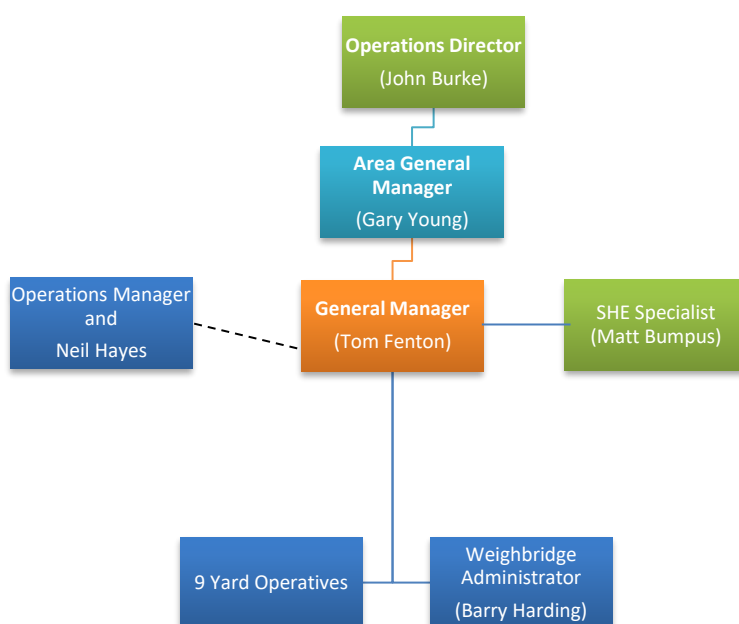 Operations Director
(John Burke)
Area General
Manager
(Gary Young)
Operations Manager
and
Neil Hayes
General Manager
(Tom Fenton)
SHE Specialist
(Matt Bumpus)
9 Yard Operatives
Weighbridge
Administrator
(Barry Harding)